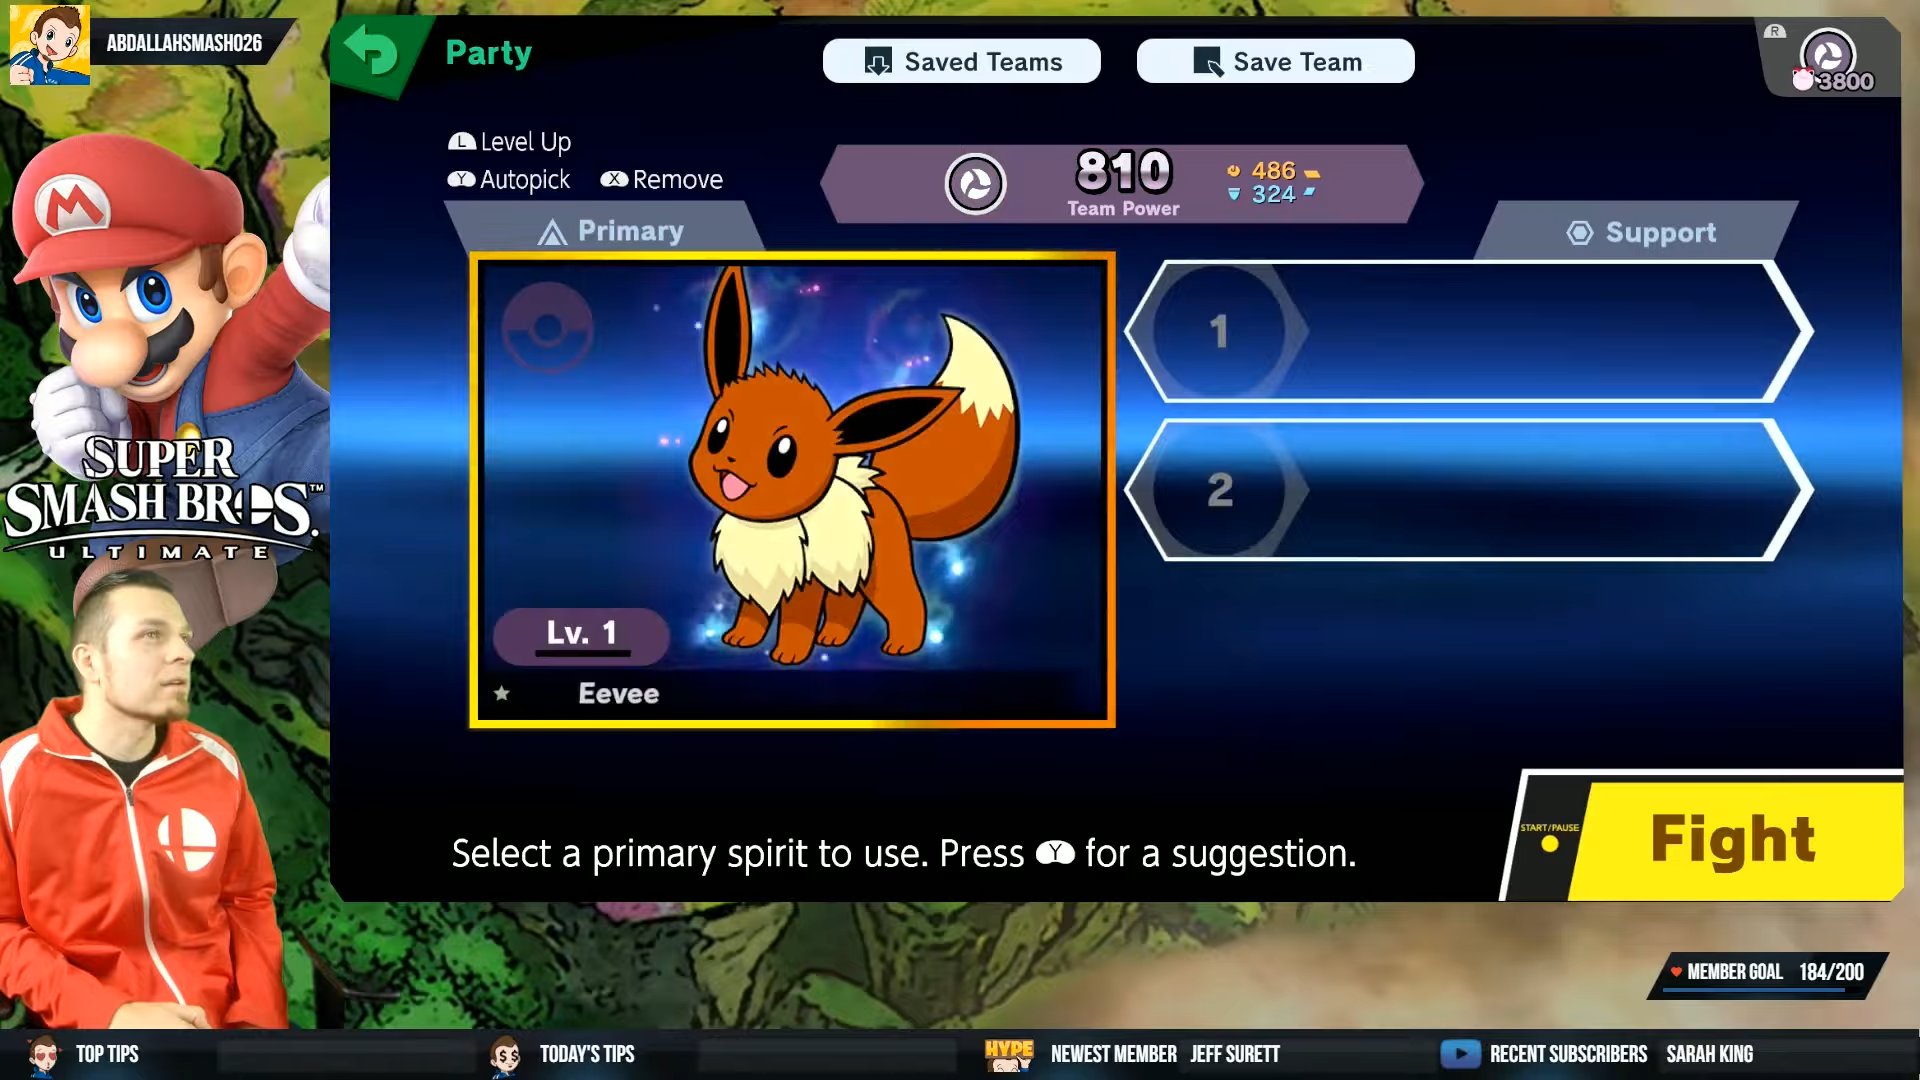 ABDALLAHSMASH026
Party
Saved Teams
Save Team
R
3800
L Level Up
Y Autopick X Remove
810
Team Power
486
324
Primary
Support
1
2
Lv. 1
Eevee
M
SUPER
SMASH BROS.™
ULTIMATE
Select a primary spirit to use. Press Y for a suggestion.
START/PAUSE
Fight
MEMBER GOAL 184/200
TOP TIPS
TODAY'S TIPS
HYPE
NEWEST MEMBER JEFF SURETT
RECENT SUBSCRIBERS SARAH KING